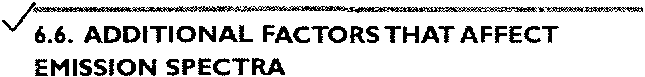 6.6. ADDITIONAL FACTORS THAT AFFECT
EMISSION SPECTRA